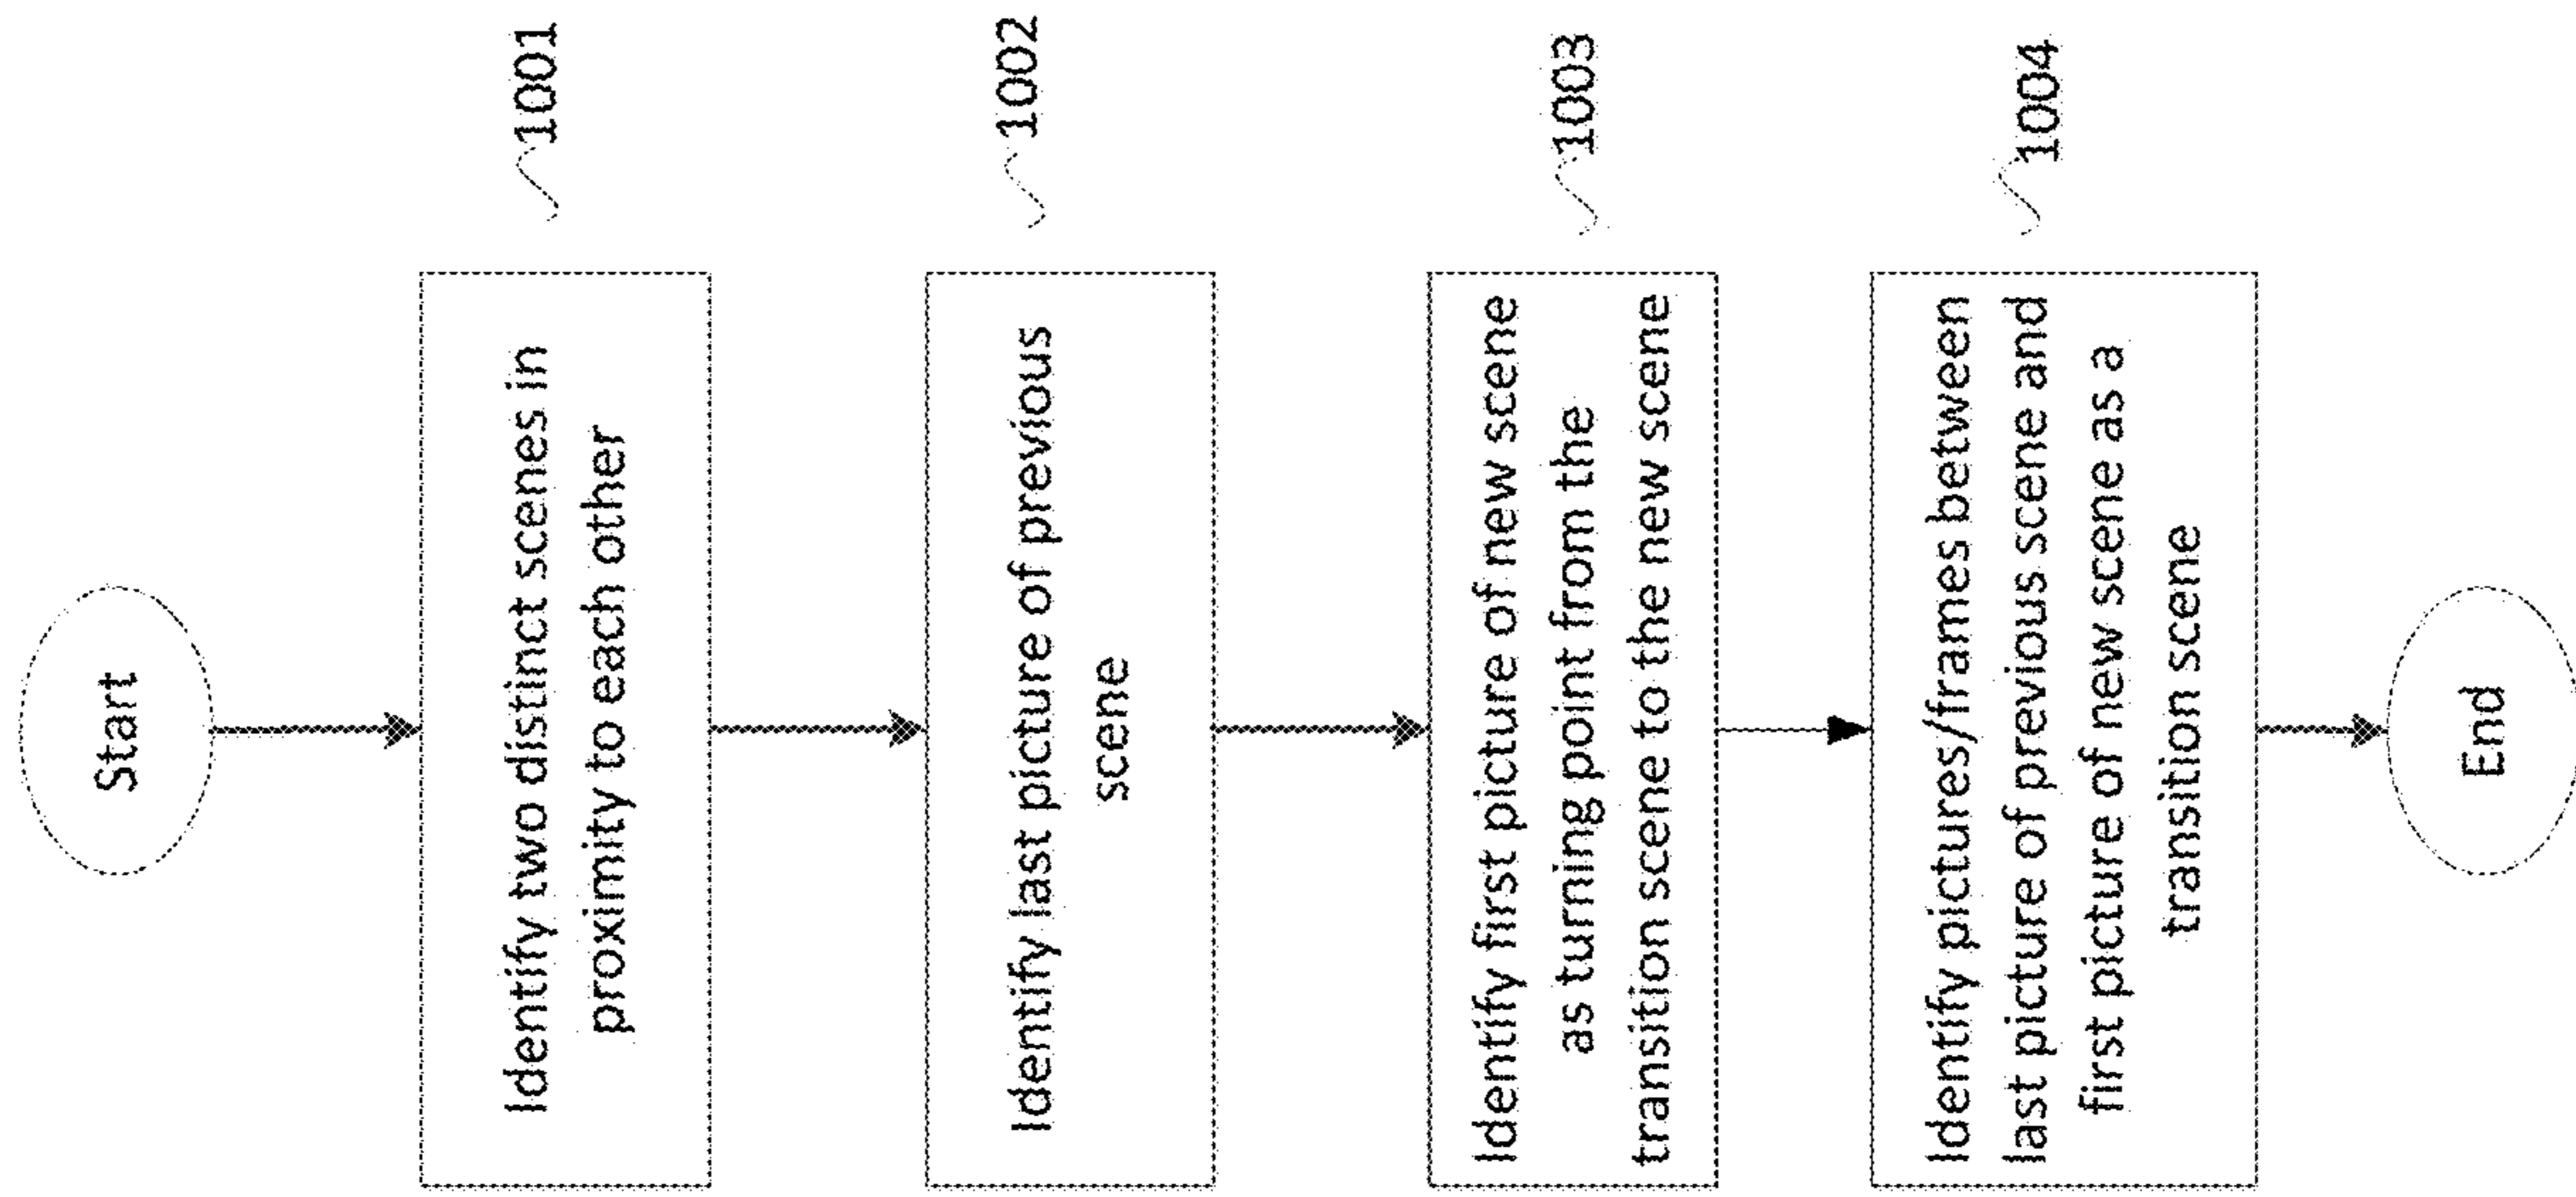 Start
Identify two distinct scenes in
proximity to each other
1001
Identify last picture of previous
scene
1002
Identify first picture of new scene
as turning point from the
transition scene to the new scene
1003
Identify pictures/frames between
last picture of previous scene and
first picture of new scene as a
transition scene
1004
End